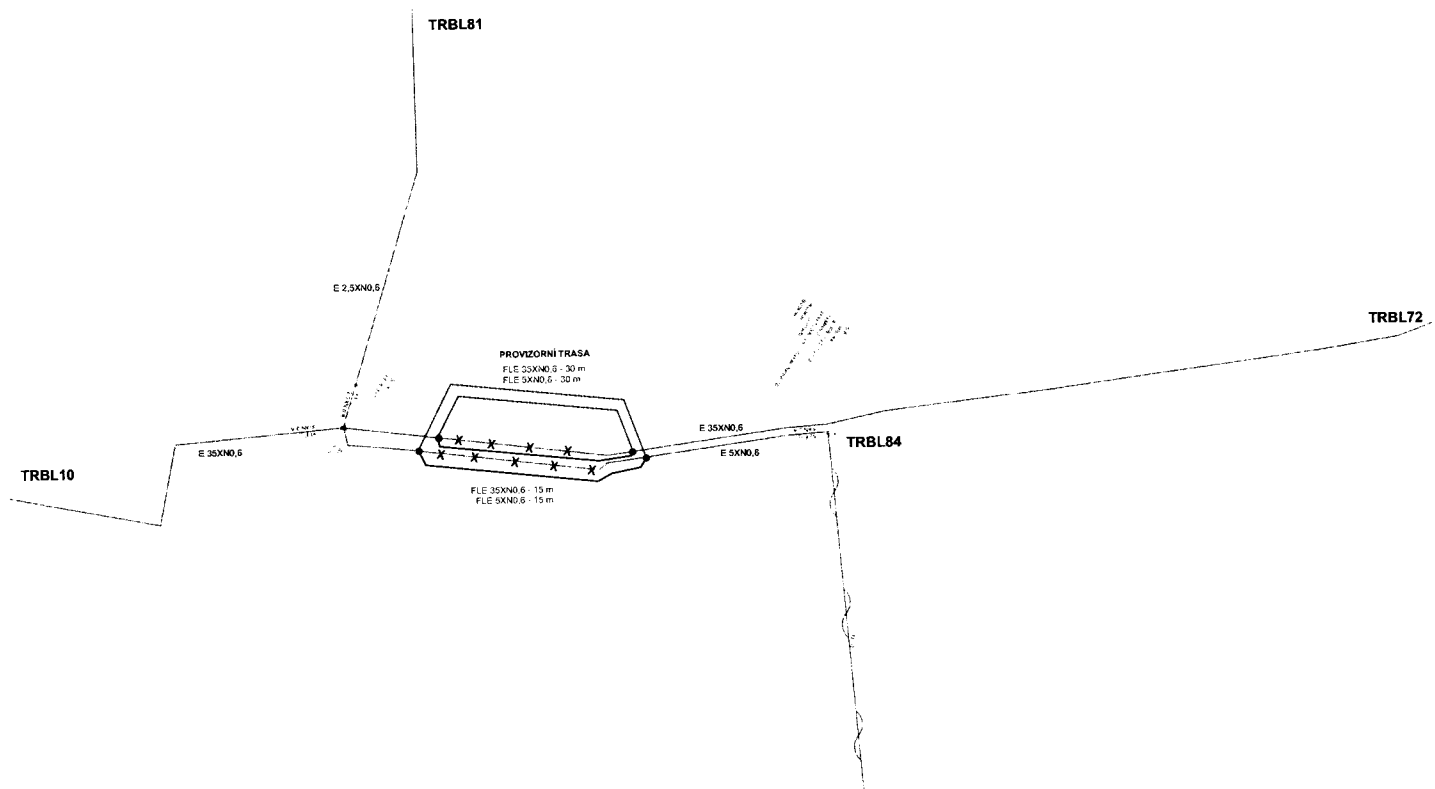 TRBL81
E 2,5XN0,6
TRBL72
PROVIZORNÍ TRASA
FLE 35XN0,6 - 30 m
FLE 5XN0,6 - 30 m
E 35XN0,6
E 5XN0,6
TRBL84
E 35XN0,6
TRBL10
FLE 35XN0,6 - 15 m
FLE 5XN0,6 - 15 m